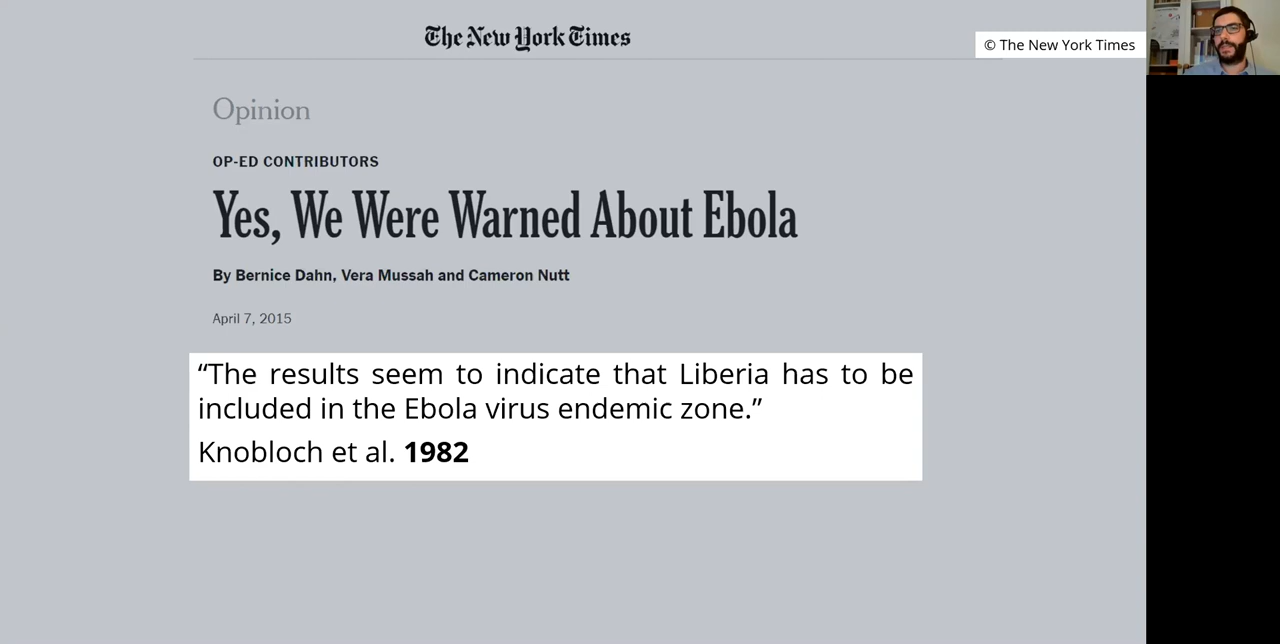 The New York Times
© The New York Times
Opinion
OP-ED CONTRIBUTORS
Yes, We Were Warned About Ebola
By Bernice Dahn, Vera Mussah and Cameron Nutt
April 7, 2015
“The results seem to indicate that Liberia has to be
included in the Ebola virus endemic zone.”
Knobloch et al. 1982